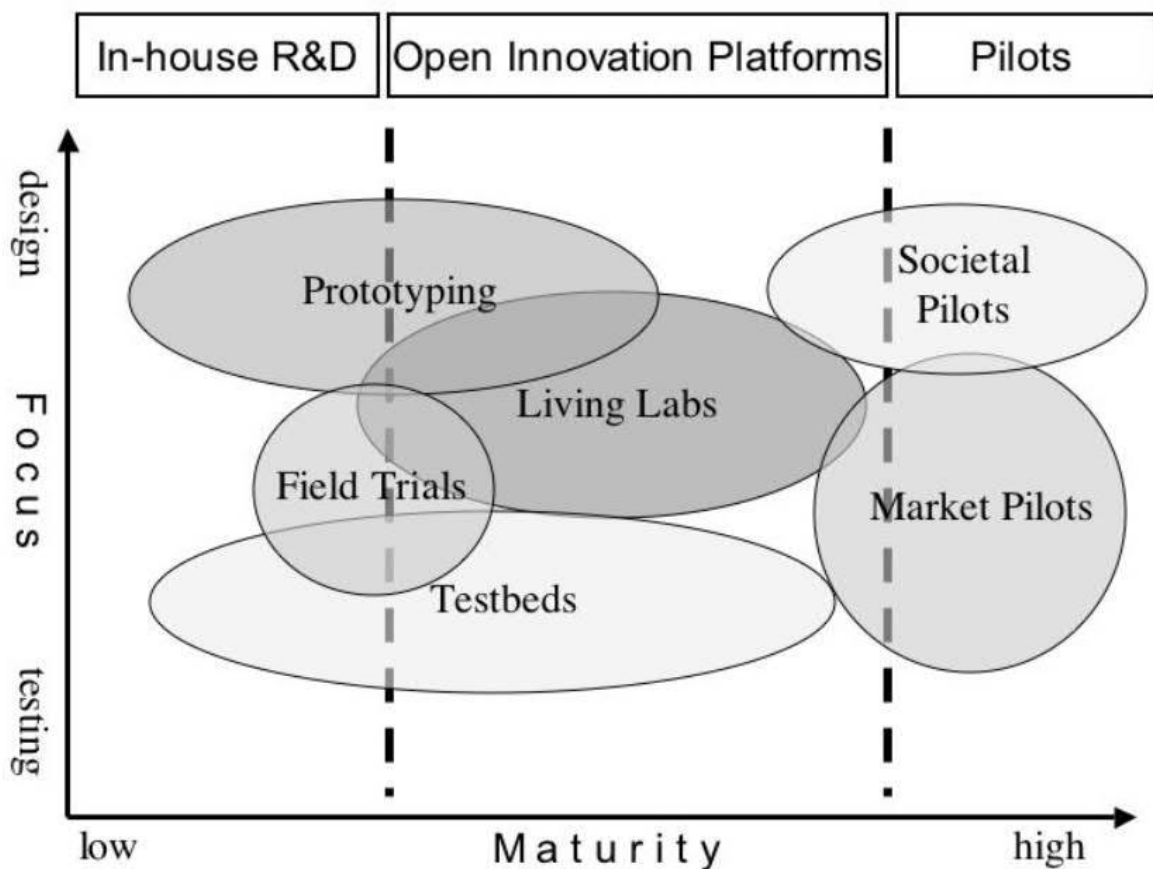 In-house R&D
Open Innovation Platforms
Pilots
design
Focus
testing
Prototyping
Societal
Pilots
Living Labs
Field Trials
Market Pilots
Testbeds
low
Maturity
high